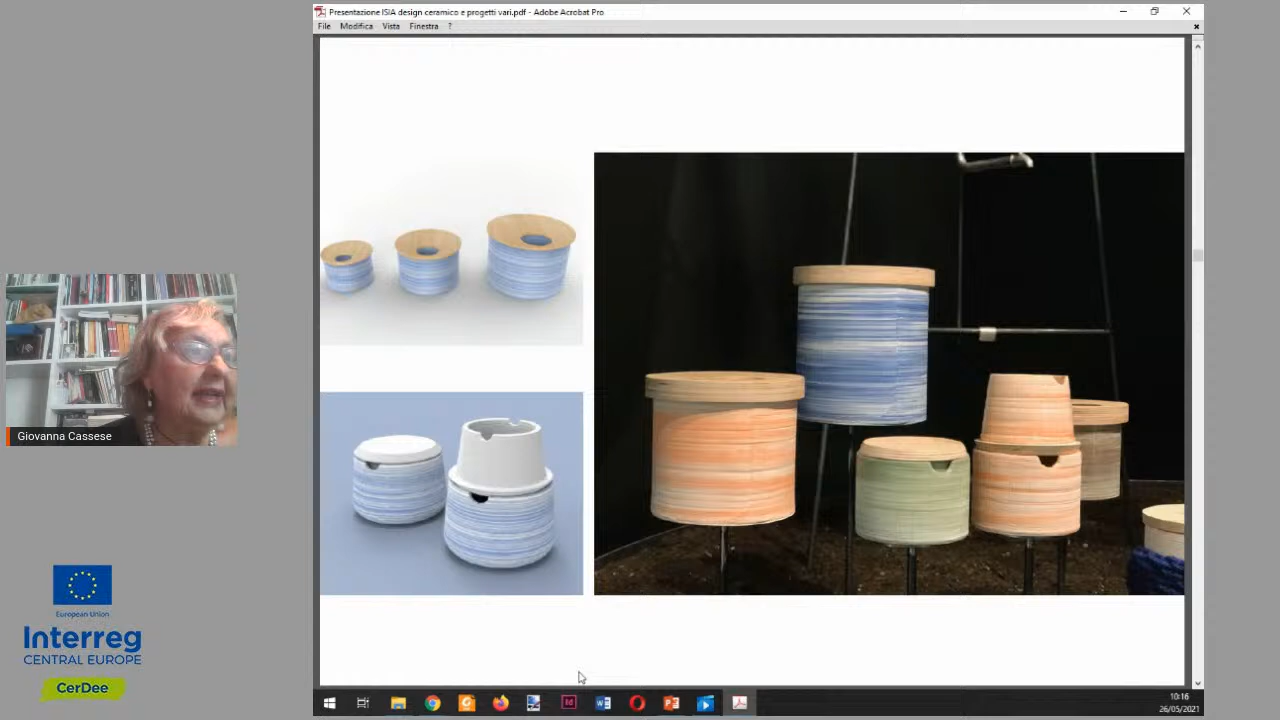 Presentazione ISIA design ceramico e progetti vari.pdf - Adobe Acrobat Pro
File Modifica Vista Finestra ?
Giovanna Cassese
European Union
Interreg
CENTRAL EUROPE
CerDee
10:16
26/05/2021